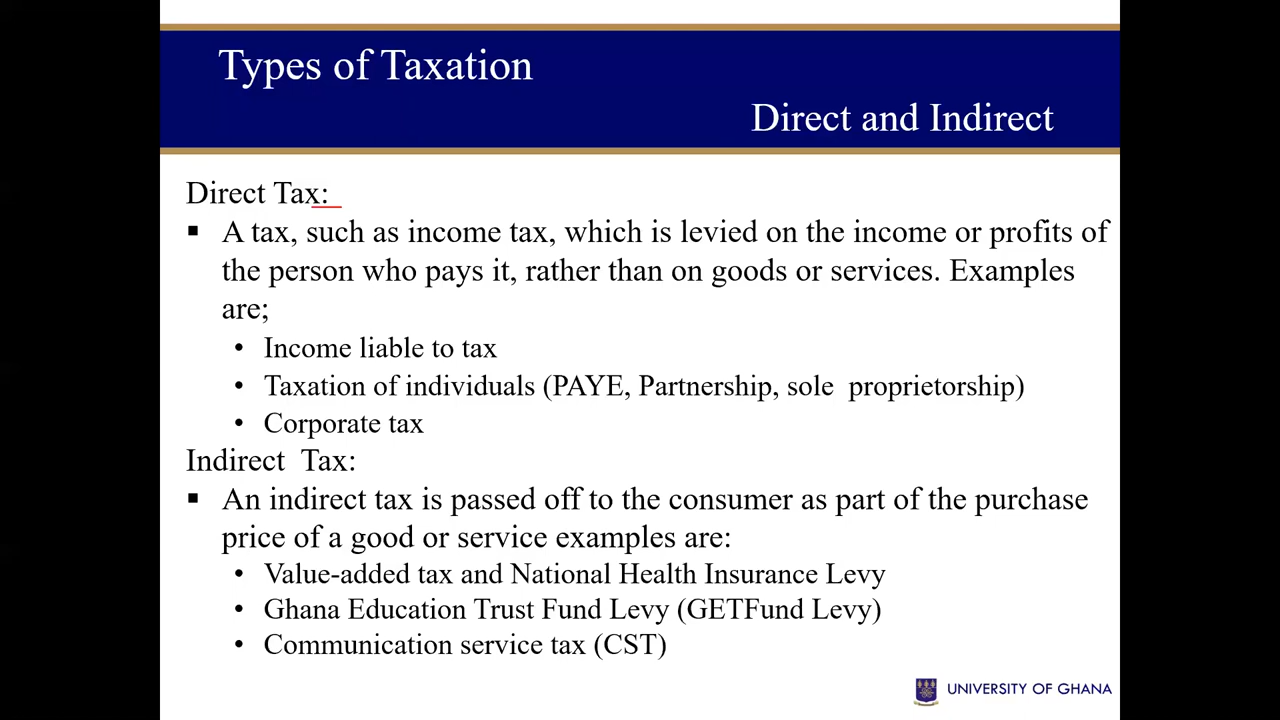 Types of Taxation
Direct and Indirect
Direct Tax:
▪ A tax, such as income tax, which is levied on the income or profits of
the person who pays it, rather than on goods or services. Examples
are;
• Income liable to tax
• Taxation of individuals (PAYE, Partnership, sole  proprietorship)
• Corporate tax
Indirect  Tax:
▪ An indirect tax is passed off to the consumer as part of the purchase
price of a good or service examples are:
• Value-added tax and National Health Insurance Levy
• Ghana Education Trust Fund Levy (GETFund Levy)
• Communication service tax (CST)
UNIVERSITY OF GHANA